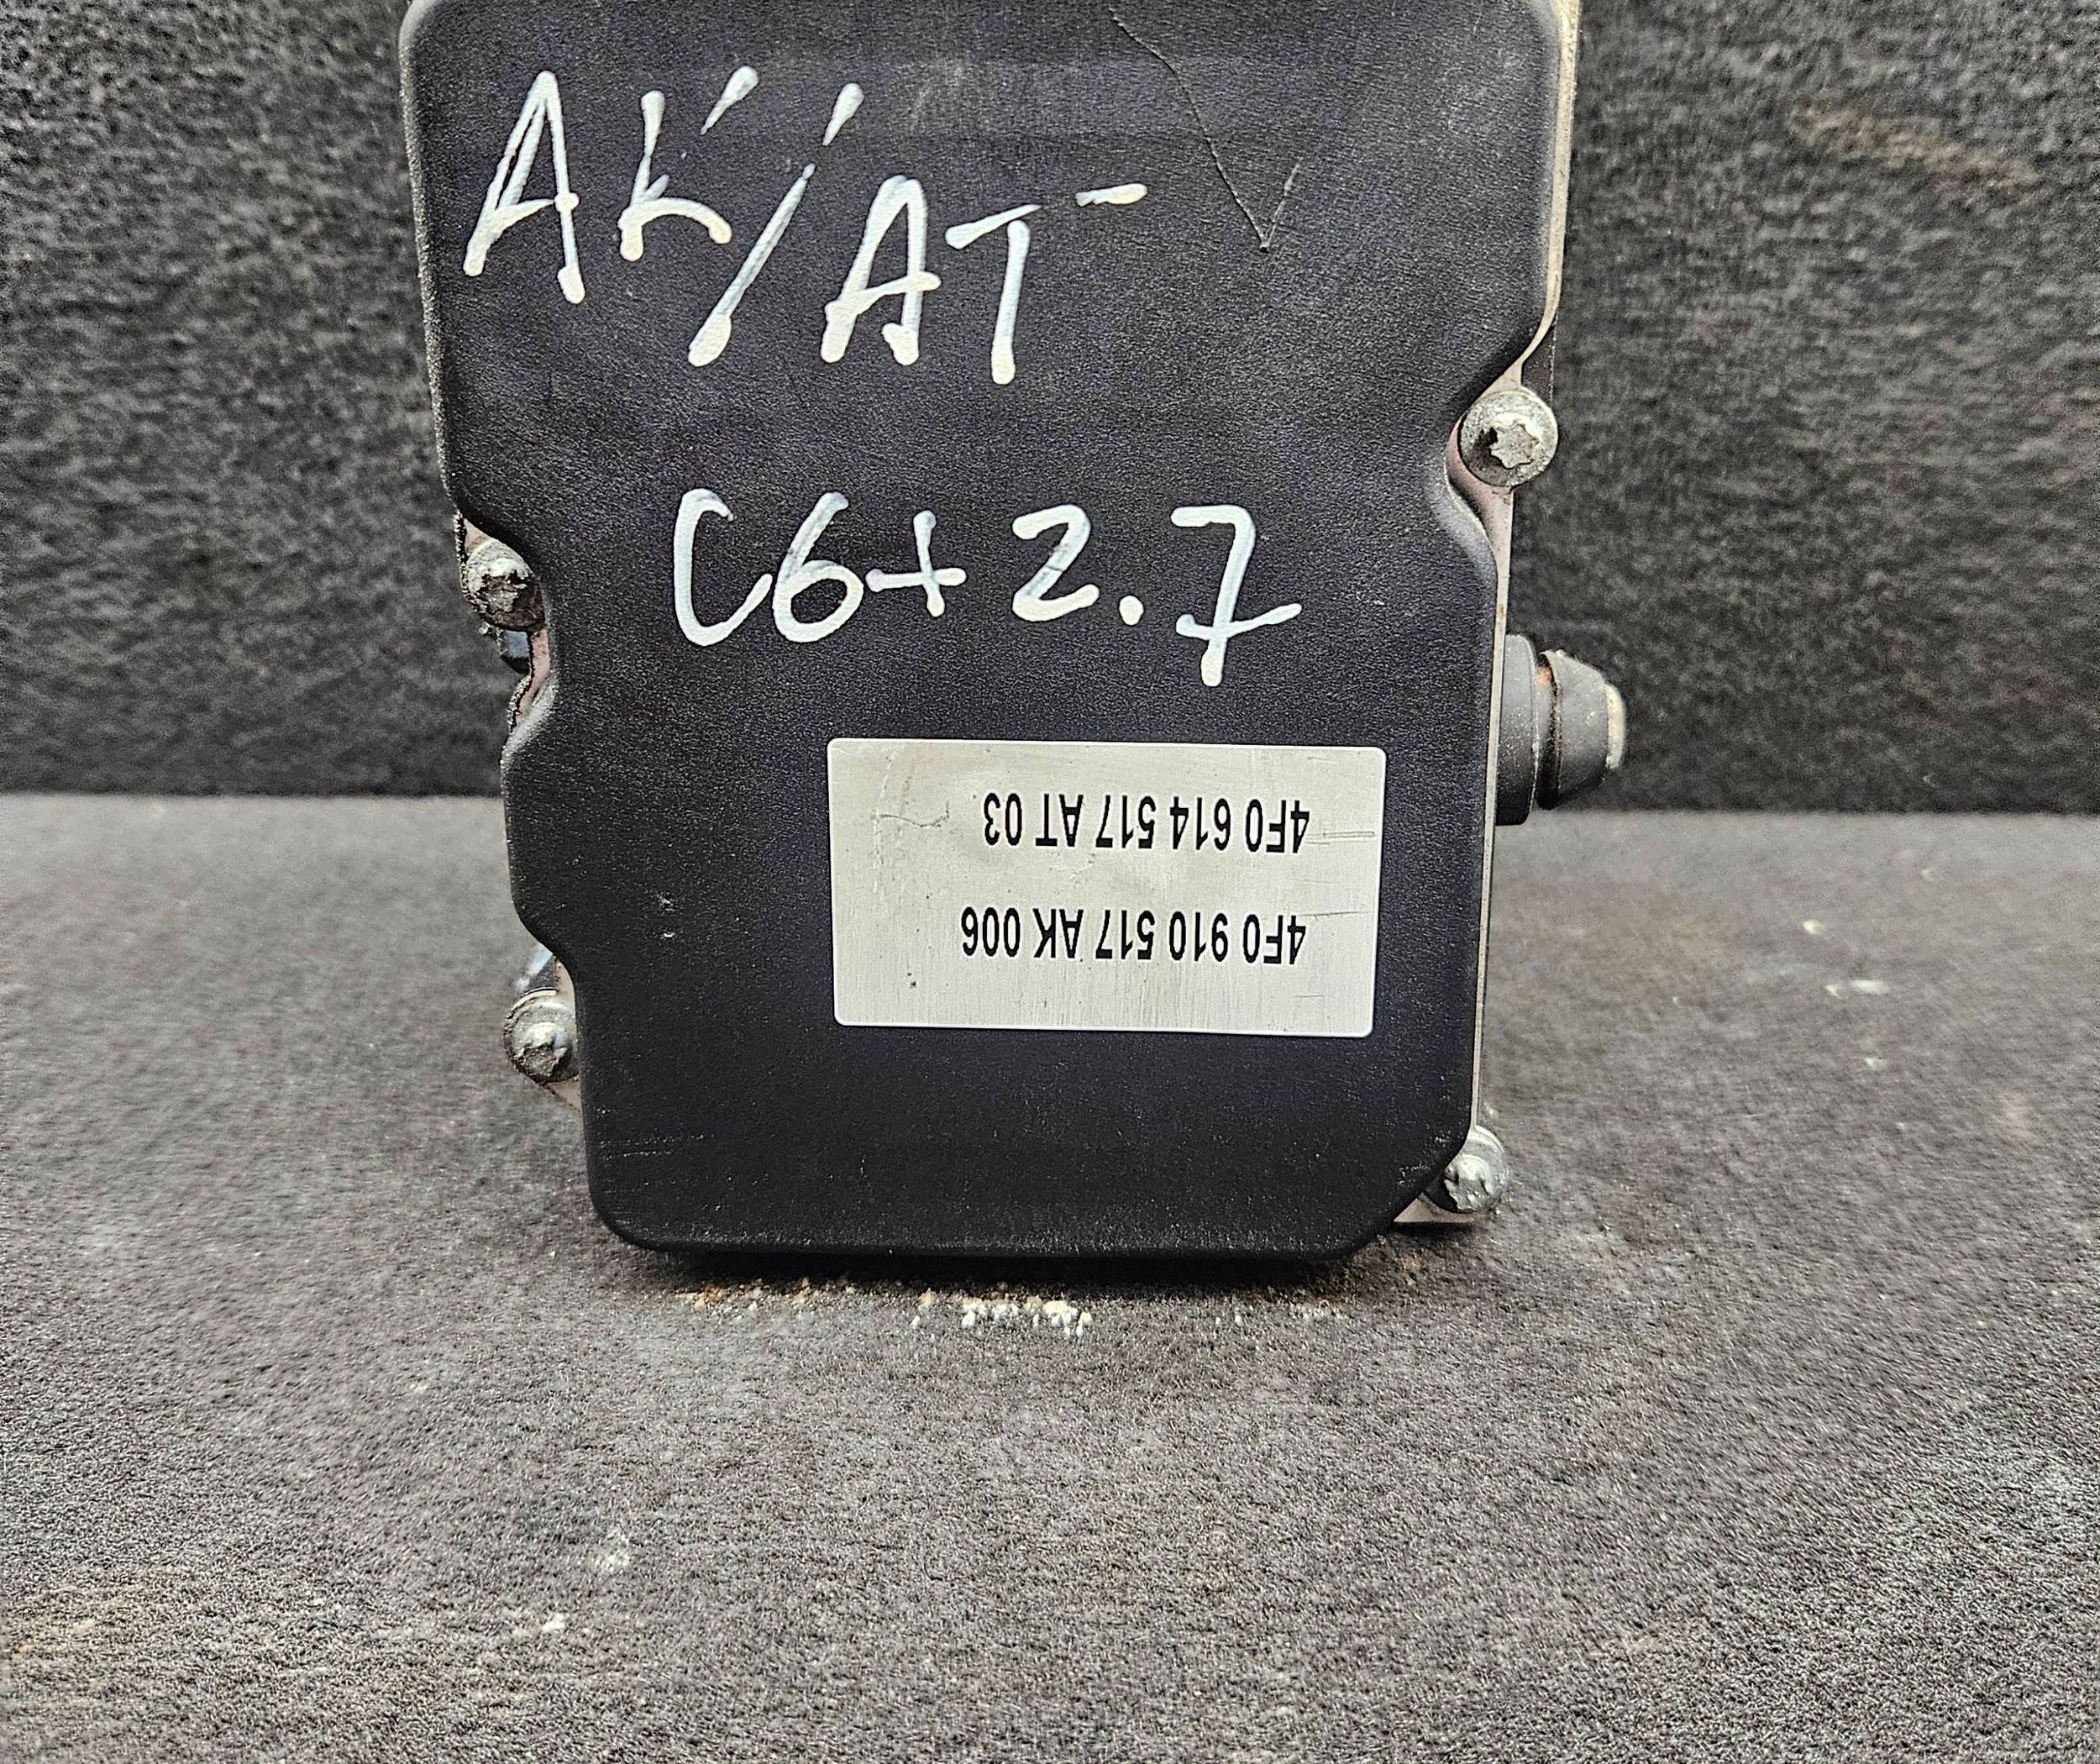 AK/AT
C6+ 2.7
4F0 910 517 AK 006
4F0 614 517 AT 03